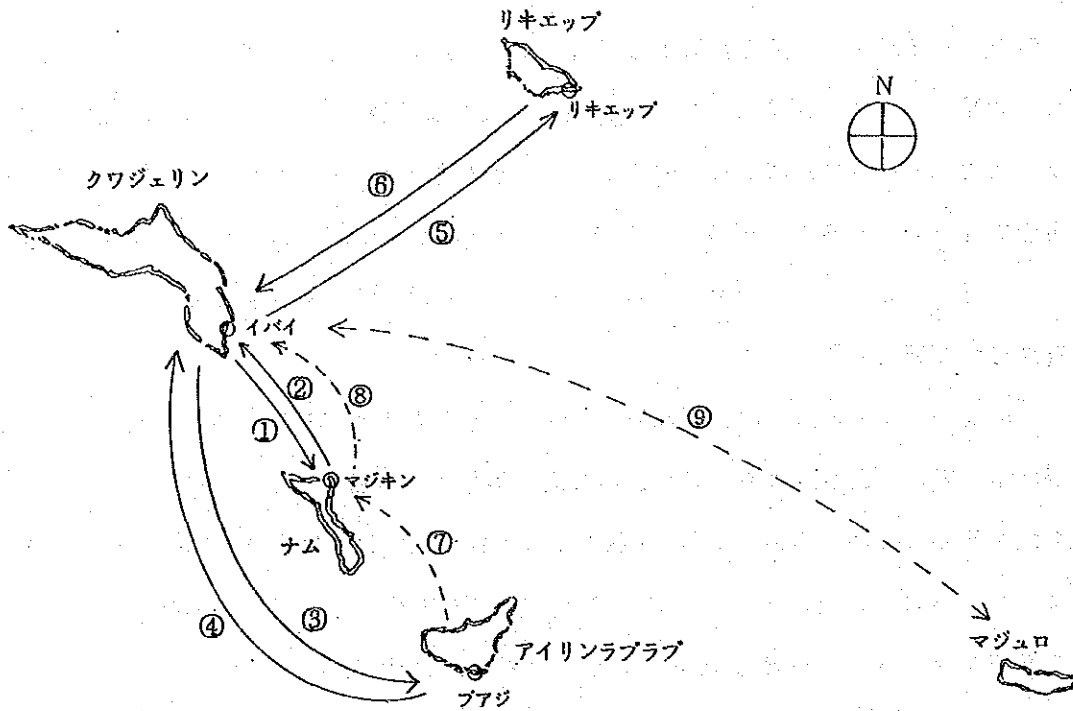 リキエップ
リキエップ
N
クワジェリン
⑥
⑤
イバイ
②
⑧
①
⑨
マジキン
ナム
⑦
④
③
アイリンラプラプ
ブアジ
マジュロ